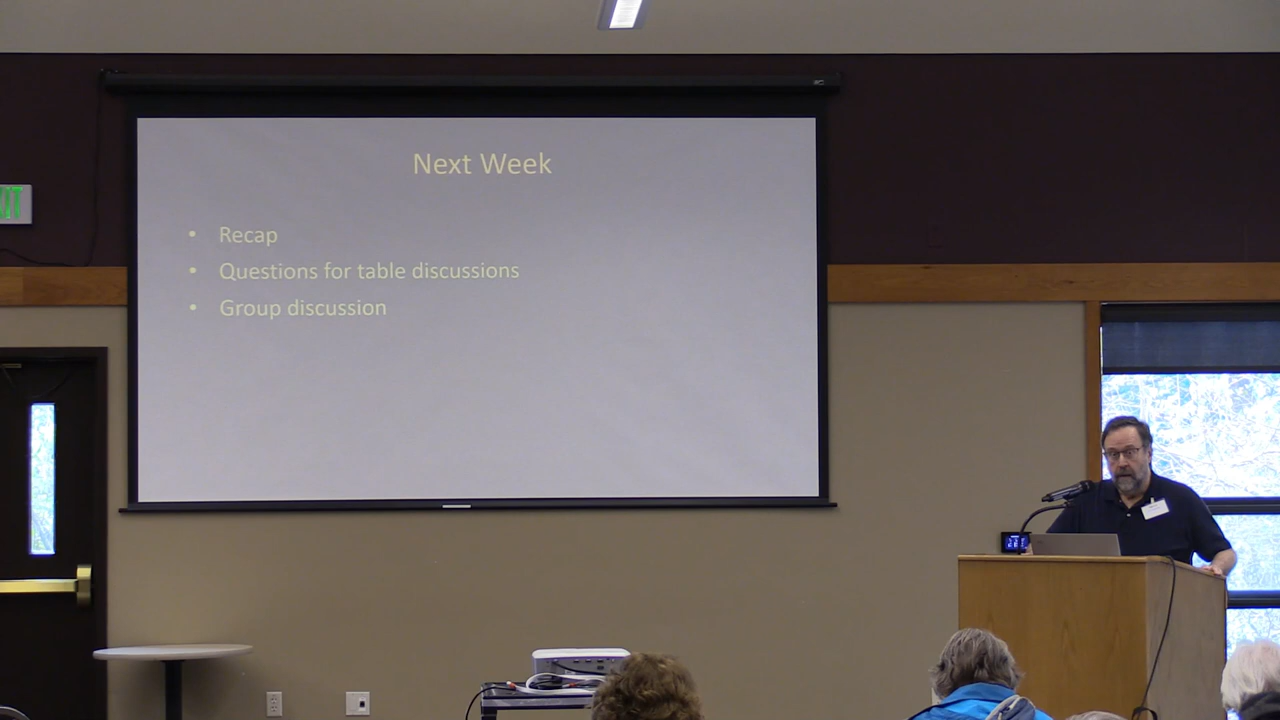 Next Week
• Recap
• Questions for table discussions
• Group discussion